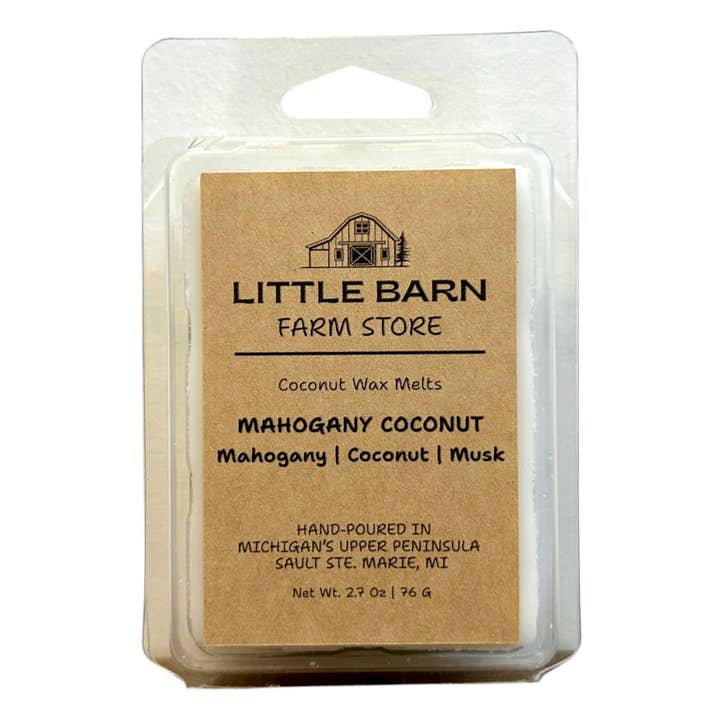 LITTLE BARN
FARM STORE
Coconut Wax Melts
MAHOGANY COCONUT
Mahogany | Coconut | Musk
HAND-POURED IN
MICHIGAN'S UPPER PENINSULA
SAULT STE. MARIE, MI
Net Wt. 2.7 Oz | 76 G